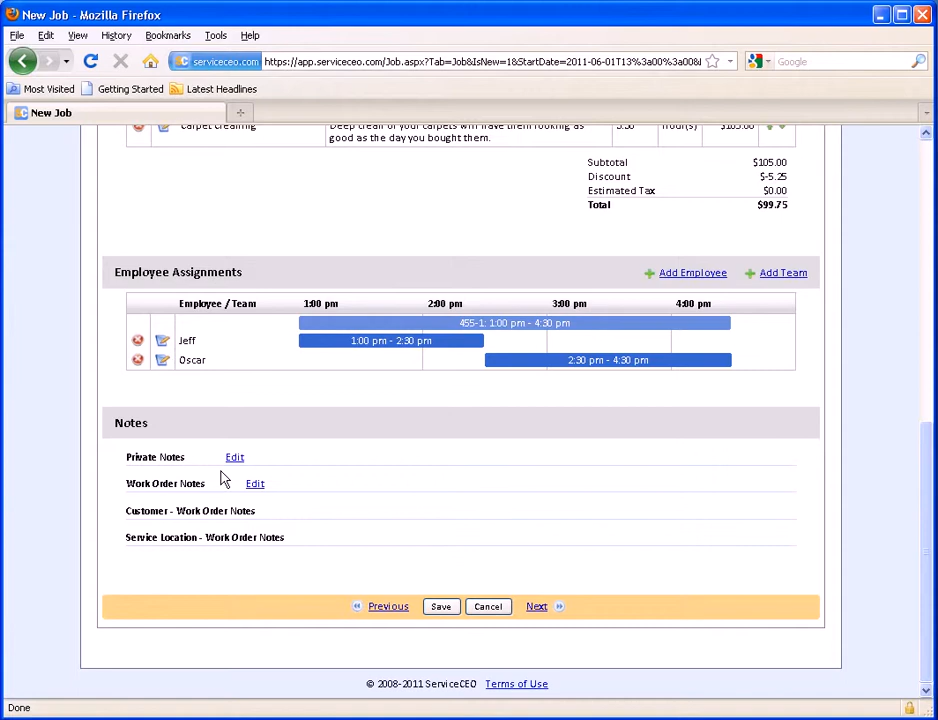 New Job - Mozilla Firefox
File Edit View History Bookmarks Tools Help
serviceceo.com https://app.serviceceo.com/Job.aspx?Tab=Job&IsNew=1&StartDate=2011-06-01T13%3a00%3a00&I Google
Most Visited Getting Started Latest Headlines
New Job
Carpet Cleaning Deep clean of your carpets will have them looking as 3.50 hour(s) $105.00
good as the day you bought them.
Subtotal $105.00
Discount $-5.25
Estimated Tax $0.00
Total $99.75
Employee Assignments Add Employee Add Team
Employee / Team 1:00 pm 2:00 pm 3:00 pm 4:00 pm
455-1: 1:00 pm - 4:30 pm
Jeff 1:00 pm - 2:30 pm
Oscar 2:30 pm - 4:30 pm
Notes
Private Notes Edit
Work Order Notes Edit
Customer - Work Order Notes
Service Location - Work Order Notes
Previous Save Cancel Next
© 2008-2011 ServiceCEO Terms of Use
Done